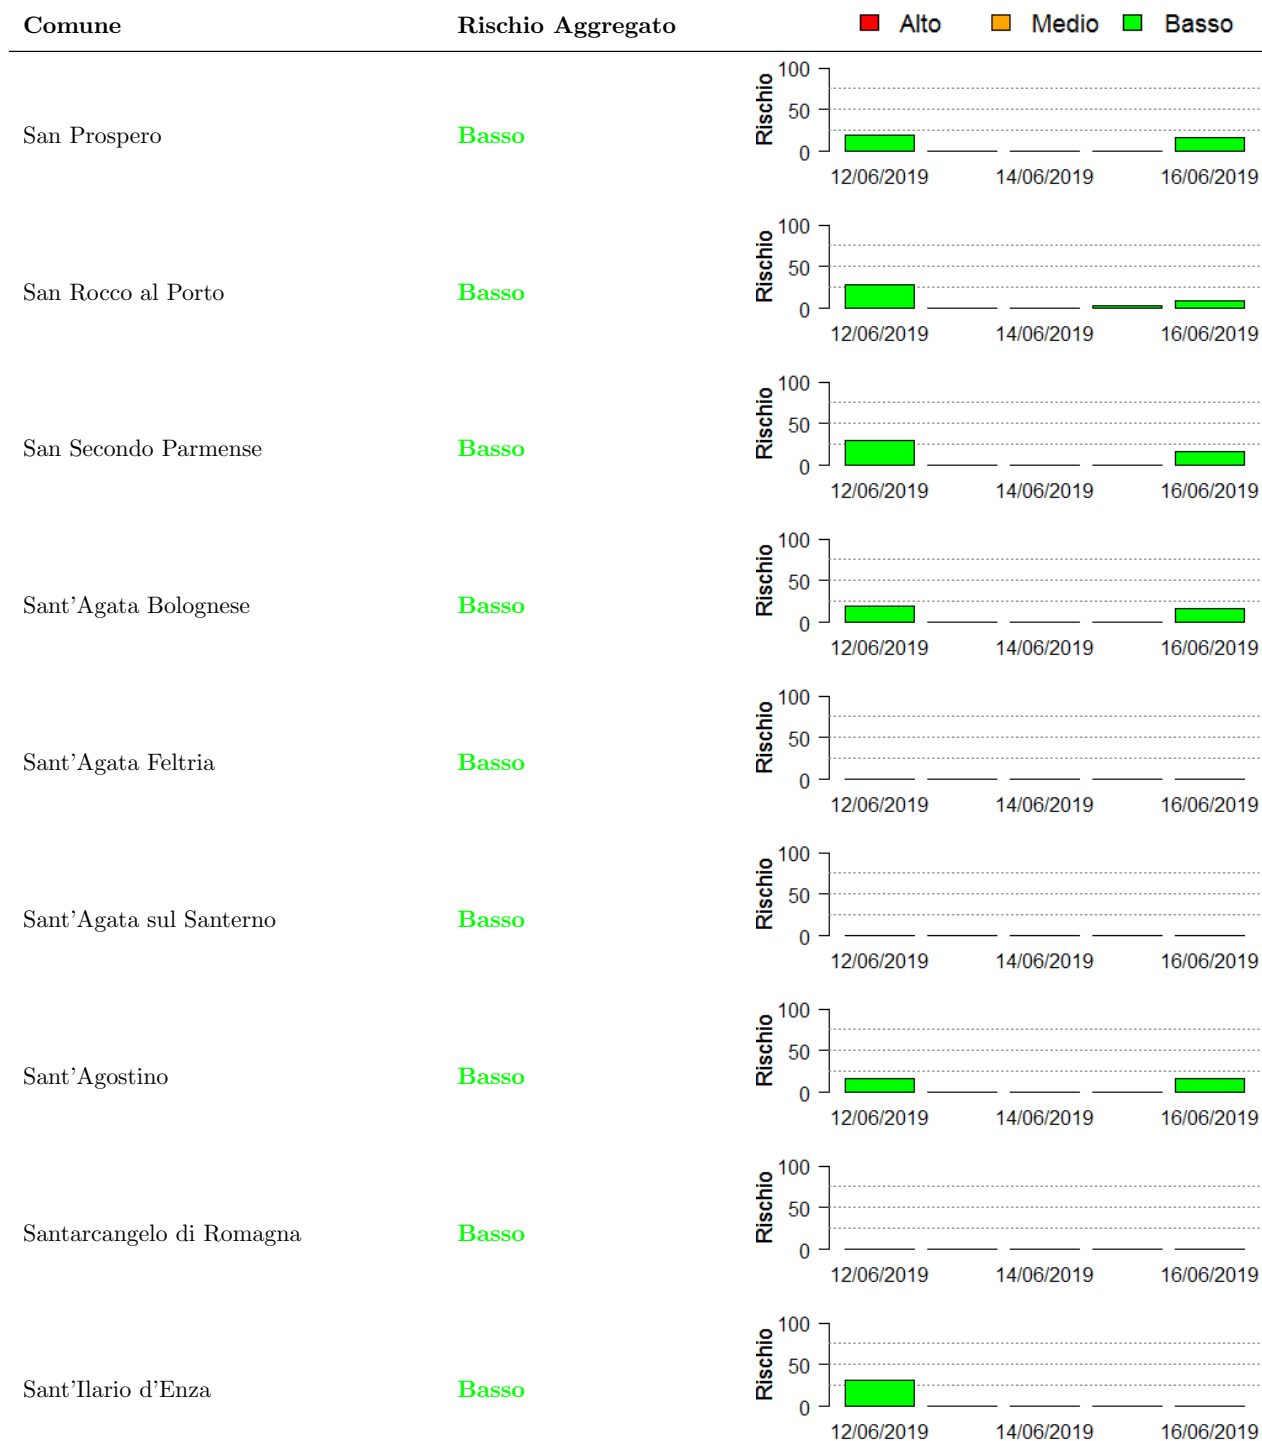 Comune Rischio Aggregato Alto Medio Basso
100
50
0
Rischio
San Prospero Basso
12/06/2019 14/06/2019 16/06/2019
100
50
0
Rischio
San Rocco al Porto Basso
12/06/2019 14/06/2019 16/06/2019
100
50
0
Rischio
San Secondo Parmense Basso
12/06/2019 14/06/2019 16/06/2019
100
50
0
Rischio
Sant'Agata Bolognese Basso
12/06/2019 14/06/2019 16/06/2019
100
50
0
Rischio
Sant'Agata Feltria Basso
12/06/2019 14/06/2019 16/06/2019
100
50
0
Rischio
Sant'Agata sul Santerno Basso
12/06/2019 14/06/2019 16/06/2019
100
50
0
Rischio
Sant'Agostino Basso
12/06/2019 14/06/2019 16/06/2019
100
50
0
Rischio
Santarcangelo di Romagna Basso
12/06/2019 14/06/2019 16/06/2019
100
50
0
Rischio
Sant'Ilario d'Enza Basso
12/06/2019 14/06/2019 16/06/2019